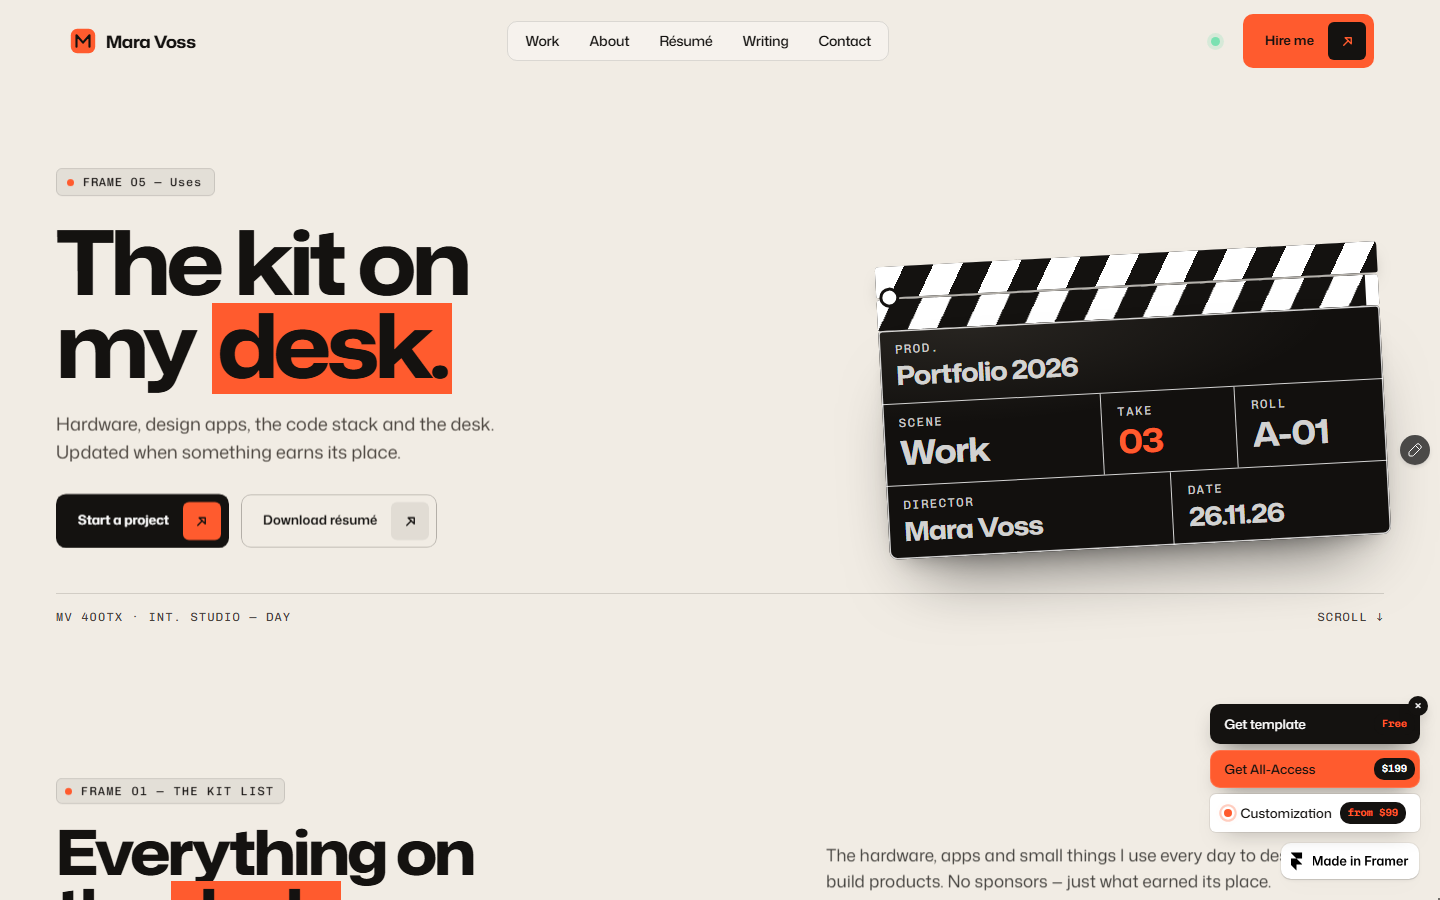 Mara Voss
Work
About
Résumé
Writing
Contact
Hire me
FRAME 05 — Uses
The kit on
my desk.
Hardware, design apps, the code stack and the desk.
Updated when something earns its place.
Start a project
Download résumé
PROD.
Portfolio 2026
SCENE
Work
TAKE
03
ROLL
A-01
DIRECTOR
Mara Voss
DATE
26.11.26
MV 400TX · INT. STUDIO — DAY
SCROLL ↓
Get template
Free
Get All-Access
$199
Customization
from $99
Made in Framer
FRAME 01 — THE KIT LIST
Everything on
The hardware, apps and small things I use every day to
build products. No sponsors — just what earned its place.